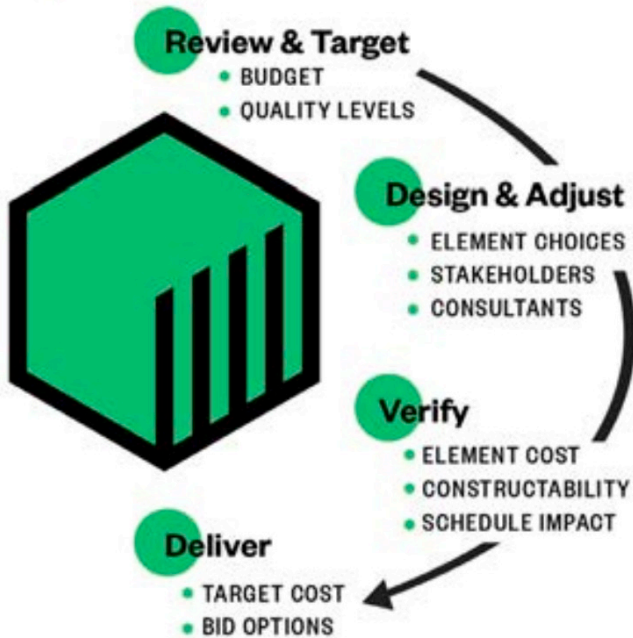 Review & Target
BUDGET
QUALITY LEVELS
Design & Adjust
ELEMENT CHOICES
STAKEHOLDERS
CONSULTANTS
Verify
ELEMENT COST
CONSTRUCTABILITY
SCHEDULE IMPACT
Deliver
TARGET COST
BID OPTIONS